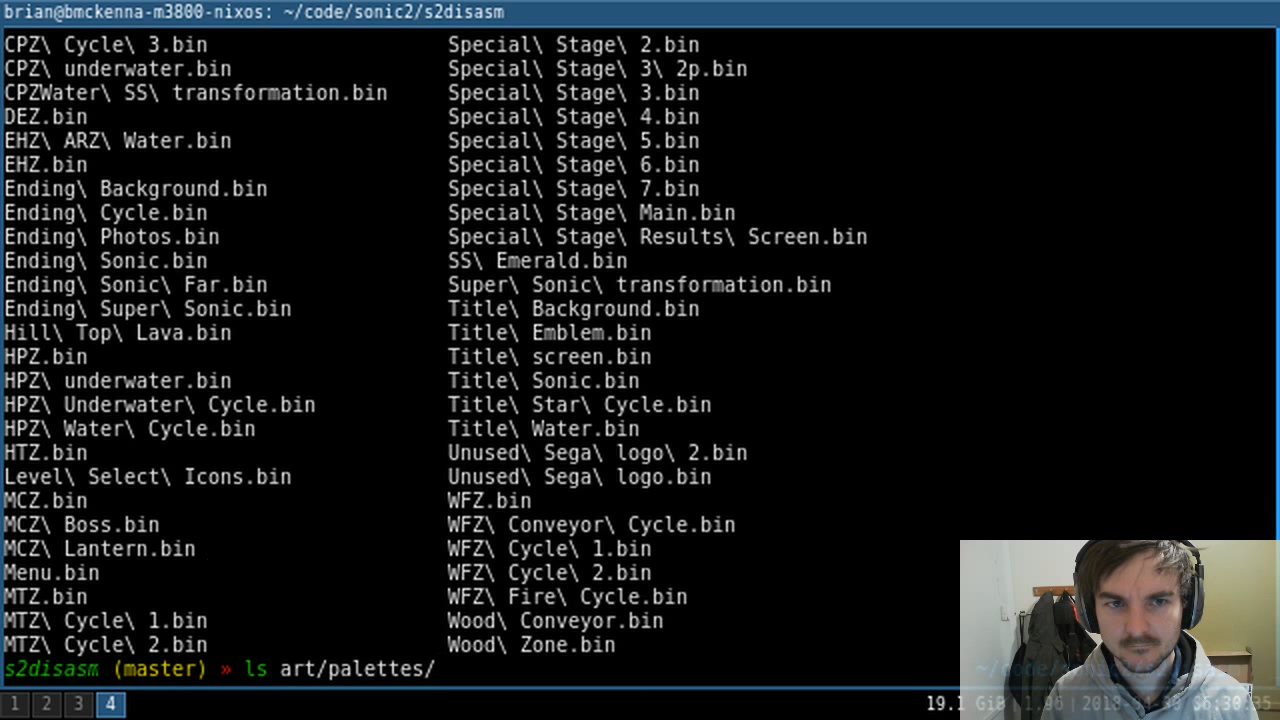 brian@bmckenna-m3800-nixos: ~/code/sonic2/s2disasm
CPZ\ Cycle\ 3.bin Special\ Stage\ 2.bin
CPZ\ underwater.bin Special\ Stage\ 3\ 2p.bin
CPZWater\ SS\ transformation.bin Special\ Stage\ 3.bin
DEZ.bin Special\ Stage\ 4.bin
EHZ\ ARZ\ Water.bin Special\ Stage\ 5.bin
EHZ.bin Special\ Stage\ 6.bin
Ending\ Background.bin Special\ Stage\ 7.bin
Ending\ Cycle.bin Special\ Stage\ Main.bin
Ending\ Photos.bin Special\ Stage\ Results\ Screen.bin
Ending\ Sonic.bin SS\ Emerald.bin
Ending\ Sonic\ Far.bin Super\ Sonic\ transformation.bin
Ending\ Super\ Sonic.bin Title\ Background.bin
Hill\ Top\ Lava.bin Title\ Emblem.bin
HPZ.bin Title\ screen.bin
HPZ\ underwater.bin Title\ Sonic.bin
HPZ\ Underwater\ Cycle.bin Title\ Star\ Cycle.bin
HPZ\ Water\ Cycle.bin Title\ Water.bin
HTZ.bin Unused\ Sega\ logo\ 2.bin
Level\ Select\ Icons.bin Unused\ Sega\ logo.bin
MCZ.bin WFZ.bin
MCZ\ Boss.bin WFZ\ Conveyor\ Cycle.bin
MCZ\ Lantern.bin WFZ\ Cycle\ 1.bin
Menu.bin WFZ\ Cycle\ 2.bin
MTZ.bin WFZ\ Fire\ Cycle.bin
MTZ\ Cycle\ 1.bin Wood\ Conveyor.bin
MTZ\ Cycle\ 2.bin Wood\ Zone.bin
s2disasm (master) » ls art/palettes/
1 2 3 4 19.1 GiB | 1.96 |